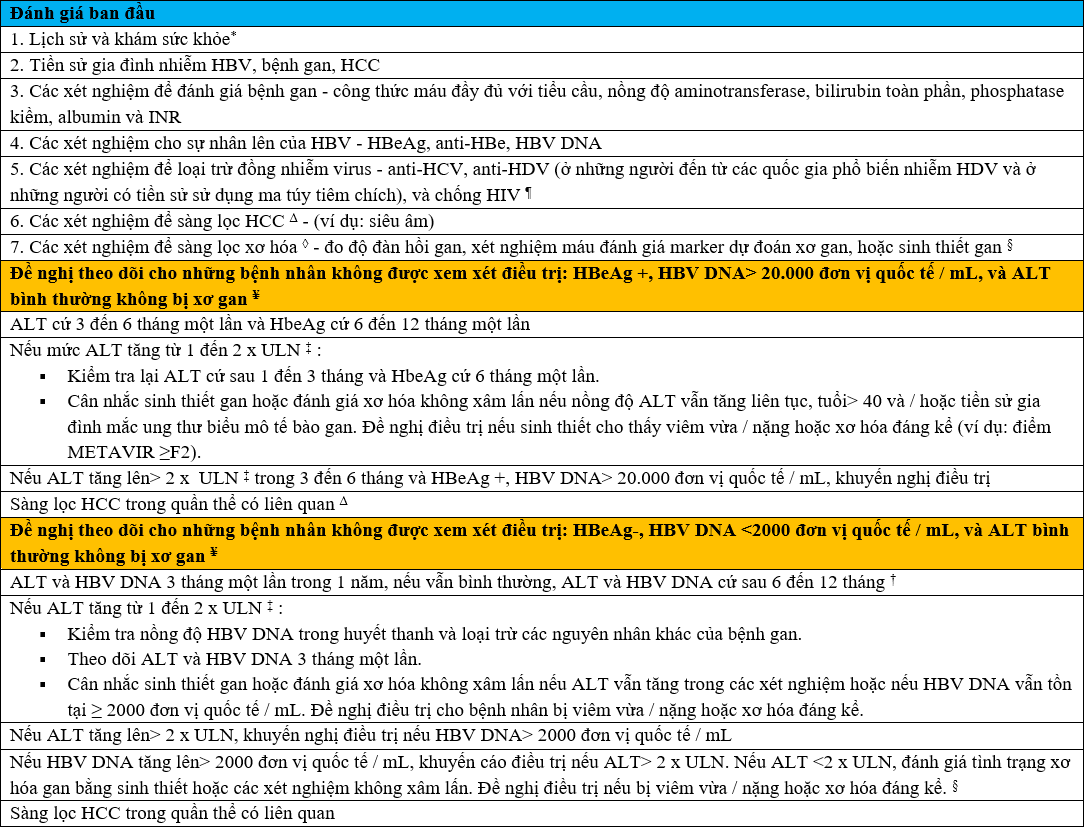 Đánh giá ban đầu
1. Lịch sử và khám sức khỏe*
2. Tiền sử gia đình nhiễm HBV, bệnh gan, HCC
3. Các xét nghiệm để đánh giá bệnh gan - công thức máu đầy đủ với tiểu cầu, nồng độ aminotransferase, bilirubin toàn phần, phosphatase
kiềm, albumin và INR
4. Các xét nghiệm cho sự nhân lên của HBV - HBeAg, anti-HBe, HBV DNA
5. Các xét nghiệm để loại trừ đồng nhiễm virus - anti-HCV, anti-HDV (ở những người đến từ các quốc gia phổ biến nhiễm HDV và ở
những người có tiền sử sử dụng ma túy tiêm chích), và chống HIV ¶
6. Các xét nghiệm để sàng lọc HCC Δ - (ví dụ: siêu âm)
7. Các xét nghiệm để sàng lọc xơ hóa ◊ - đo độ đàn hồi gan, xét nghiệm máu đánh giá marker dự đoán xơ gan, hoặc sinh thiết gan §
Đề nghị theo dõi cho những bệnh nhân không được xem xét điều trị: HBeAg +, HBV DNA> 20.000 đơn vị quốc tế / mL, và ALT
bình thường không bị xơ gan ¥
ALT cứ 3 đến 6 tháng một lần và HbeAg cứ 6 đến 12 tháng một lần
Nếu mức ALT tăng từ 1 đến 2 x ULN ‡ :
▪ Kiểm tra lại ALT cứ sau 1 đến 3 tháng và HbeAg cứ 6 tháng một lần.
▪ Cân nhắc sinh thiết gan hoặc đánh giá xơ hóa không xâm lấn nếu nồng độ ALT vẫn tăng liên tục, tuổi> 40 và / hoặc tiền sử gia
đình mắc ung thư biểu mô tế bào gan. Đề nghị điều trị nếu sinh thiết cho thấy viêm vừa / nặng hoặc xơ hóa đáng kể (ví dụ: điểm
METAVIR ≥F2).
Nếu ALT tăng lên> 2 x ULN ‡ trong 3 đến 6 tháng và HBeAg +, HBV DNA> 20.000 đơn vị quốc tế / mL, khuyến nghị điều trị
Sàng lọc HCC trong quần thể có liên quan Δ
Đề nghị theo dõi cho những bệnh nhân không được xem xét điều trị: HBeAg-, HBV DNA <2000 đơn vị quốc tế / mL, và ALT bình
thường không bị xơ gan ¥
ALT và HBV DNA 3 tháng một lần trong 1 năm, nếu vẫn bình thường, ALT và HBV DNA cứ sau 6 đến 12 tháng †
Nếu ALT tăng từ 1 đến 2 x ULN ‡ :
▪ Kiểm tra nồng độ HBV DNA trong huyết thanh và loại trừ các nguyên nhân khác của bệnh gan.
▪ Theo dõi ALT và HBV DNA 3 tháng một lần.
▪ Cân nhắc sinh thiết gan hoặc đánh giá xơ hóa không xâm lấn nếu ALT vẫn tăng trong các xét nghiệm hoặc nếu HBV DNA vẫn tồn
tại ≥ 2000 đơn vị quốc tế / mL. Đề nghị điều trị cho bệnh nhân bị viêm vừa / nặng hoặc xơ hóa đáng kể.
Nếu ALT tăng lên> 2 x ULN, khuyến nghị điều trị nếu HBV DNA> 2000 đơn vị quốc tế / mL
Nếu HBV DNA tăng lên> 2000 đơn vị quốc tế / mL, khuyến cáo điều trị nếu ALT> 2 x ULN. Nếu ALT <2 x ULN, đánh giá tình trạng xơ
hóa gan bằng sinh thiết hoặc các xét nghiệm không xâm lấn. Đề nghị điều trị nếu bị viêm vừa / nặng hoặc xơ hóa đáng kể. §
Sàng lọc HCC trong quần thể có liên quan